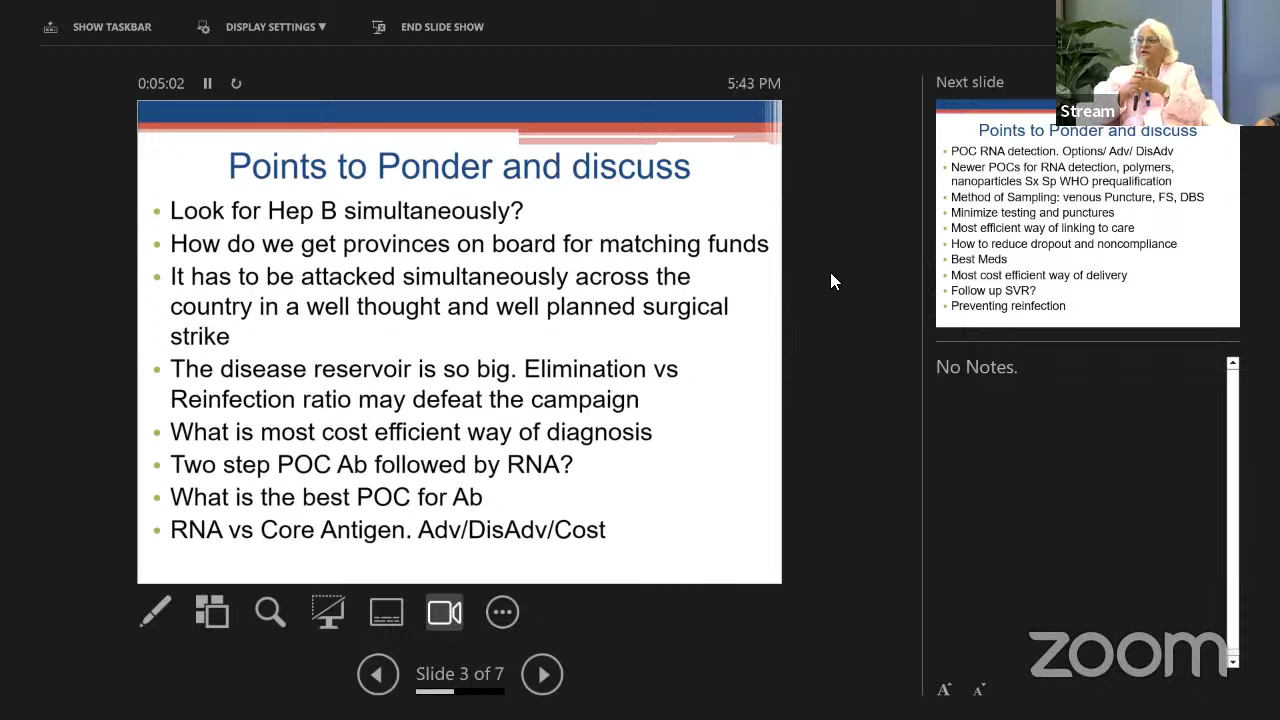 SHOW TASKBAR
DISPLAY SETTINGS ▼
END SLIDE SHOW
0:05:02
5:43 PM
Points to Ponder and discuss
• Look for Hep B simultaneously?
• How do we get provinces on board for matching funds
• It has to be attacked simultaneously across the
country in a well thought and well planned surgical
strike
• The disease reservoir is so big. Elimination vs
Reinfection ratio may defeat the campaign
• What is most cost efficient way of diagnosis
• Two step POC Ab followed by RNA?
• What is the best POC for Ab
• RNA vs Core Antigen. Adv/DisAdv/Cost
Slide 3 of 7
Next slide
Stream
Points to Ponder and discuss
• POC RNA detection. Options/ Adv/ DisAdv
• Newer POCs for RNA detection, polymers,
nanoparticles Sx Sp WHO prequalification
• Method of Sampling: venous Puncture, FS, DBS
• Minimize testing and punctures
• Most efficient way of linking to care
• How to reduce dropout and noncompliance
• Best Meds
• Most cost efficient way of delivery
• Follow up SVR?
• Preventing reinfection
No Notes.
A A
zoom